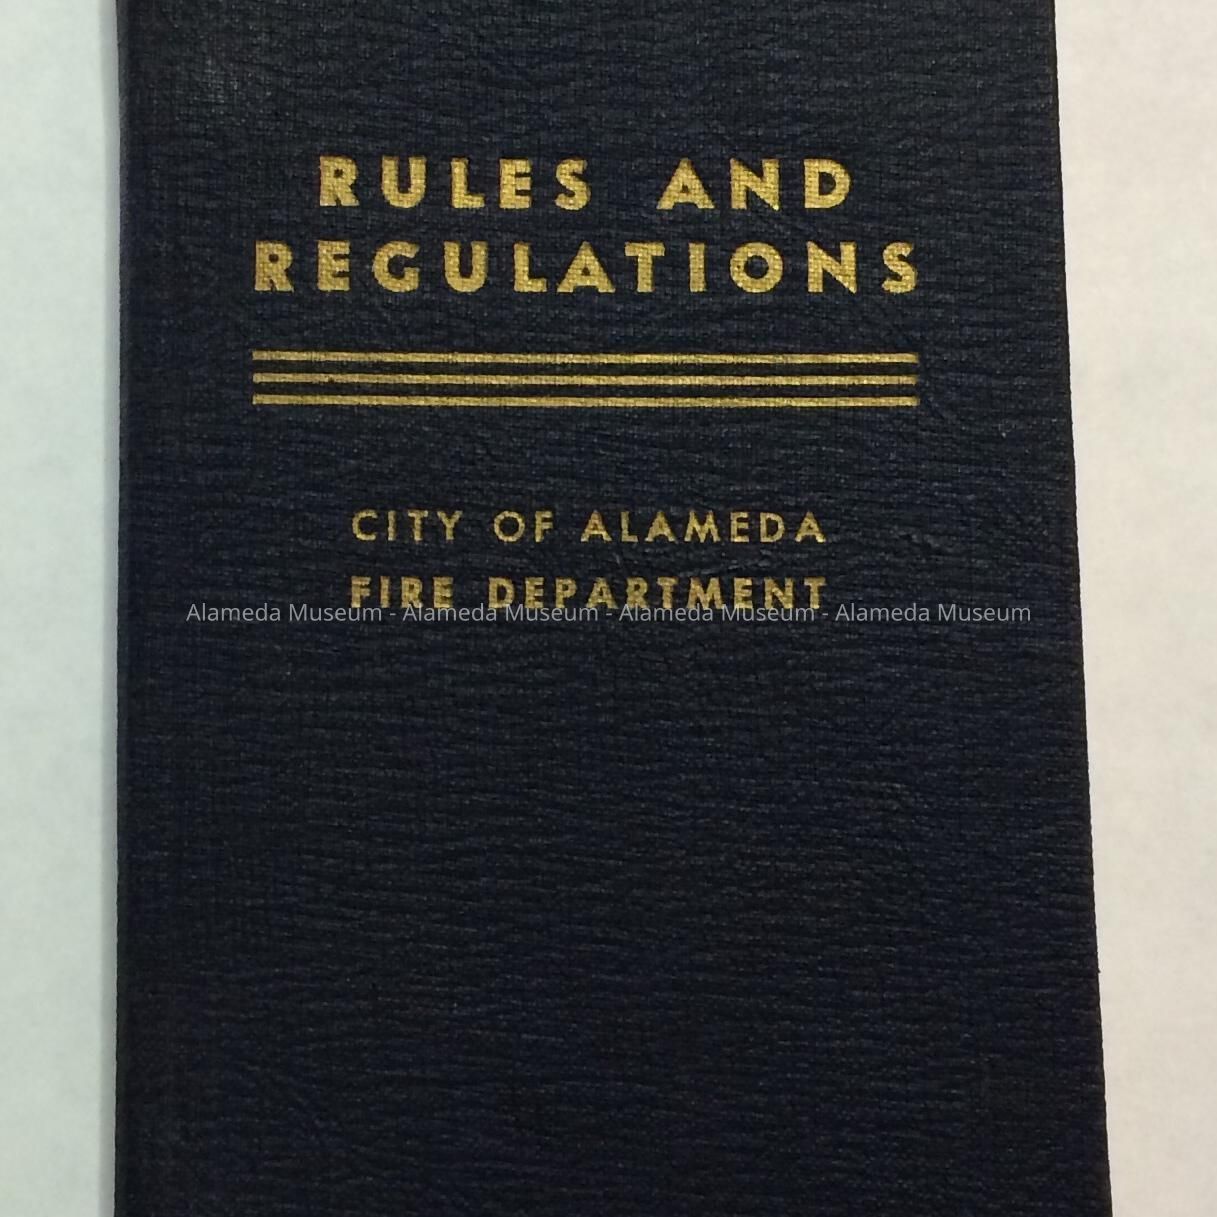 RULES AND
REGULATIONS
CITY OF ALAMEDA
FIRE DEPARTMENT
Alameda Museum - Alameda Museum - Alameda Museum - Alameda Museum